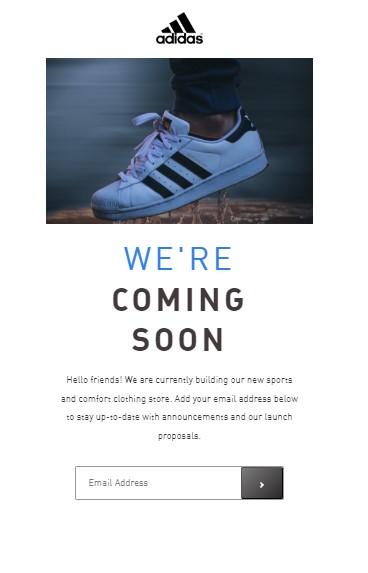 adidas
WE'RE
COMING
SOON
Hello friends! We are currently building our new sports
and comfort clothing store. Add your email address below
to stay up-to-date with announcements and our launch
proposals.
Email Address